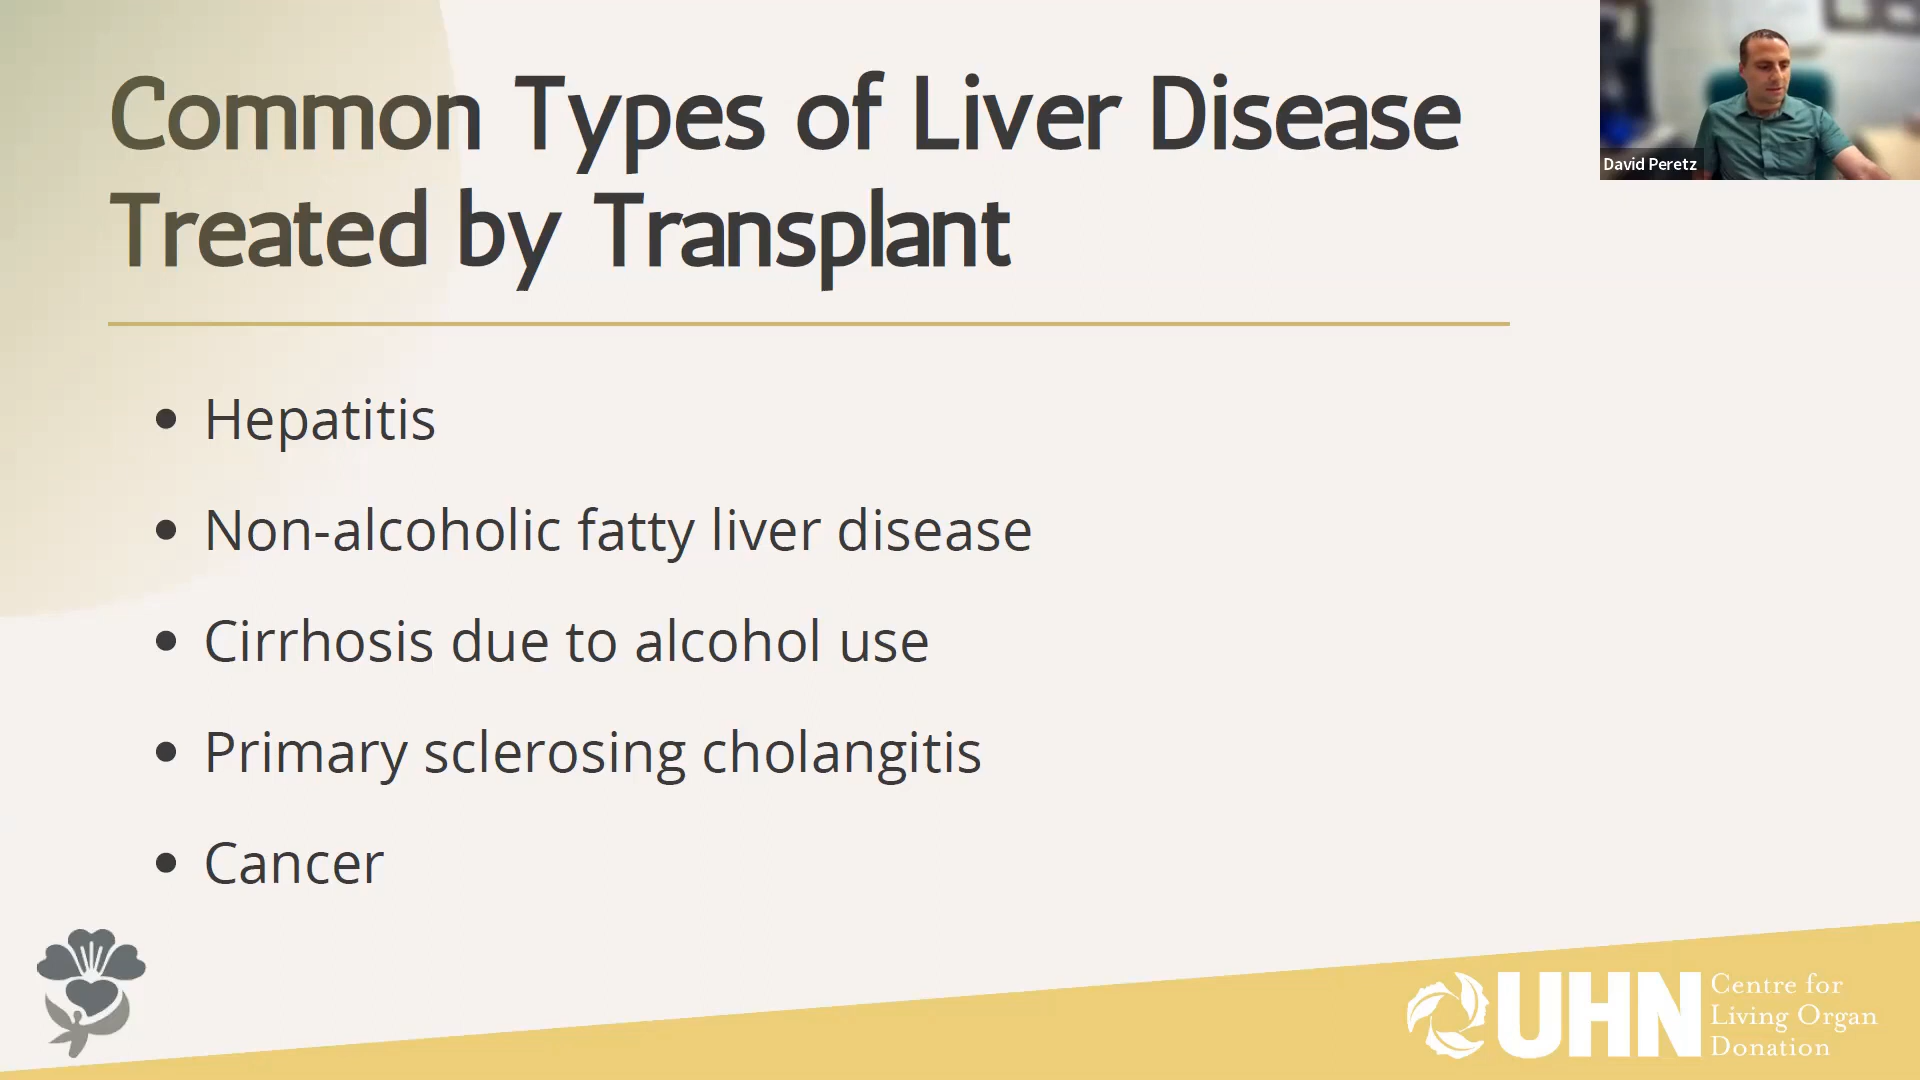 Common Types of Liver Disease
Treated by Transplant
David Peretz
• Hepatitis
• Non-alcoholic fatty liver disease
• Cirrhosis due to alcohol use
• Primary sclerosing cholangitis
• Cancer
UHN
Centre for
Living Organ
Donation